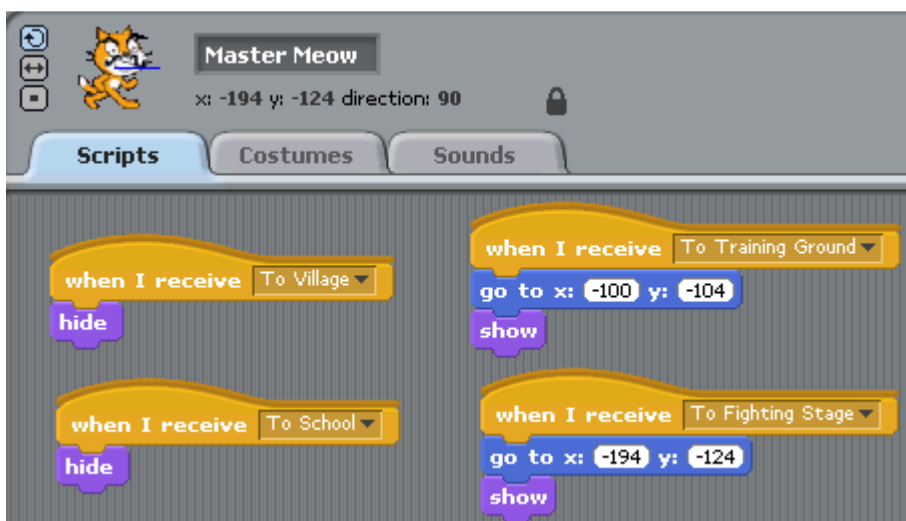 Master Meow
x: -194 y: -124 direction: 90
Scripts Costumes Sounds
when I receive To Village
hide
when I receive To School
hide
when I receive To Training Ground
go to x: -100 y: -104
show
when I receive To Fighting Stage
go to x: -194 y: -124
show